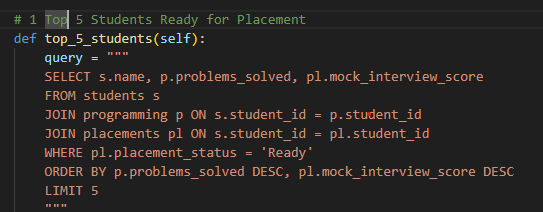 # 1 Top 5 Students Ready for Placement
def top_5_students(self):
    query = """
    SELECT s.name, p.problems_solved, pl.mock_interview_score
    FROM students s
    JOIN programming p ON s.student_id = p.student_id
    JOIN placements pl ON s.student_id = pl.student_id
    WHERE pl.placement_status = 'Ready'
    ORDER BY p.problems_solved DESC, pl.mock_interview_score DESC
    LIMIT 5
    """